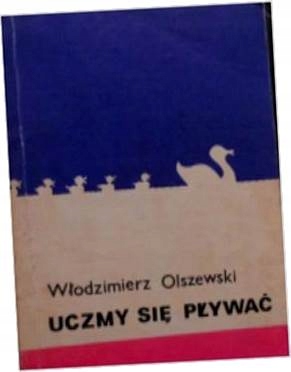 Włodzimierz Olszewski
UCZMY SIĘ PŁYWAĆ